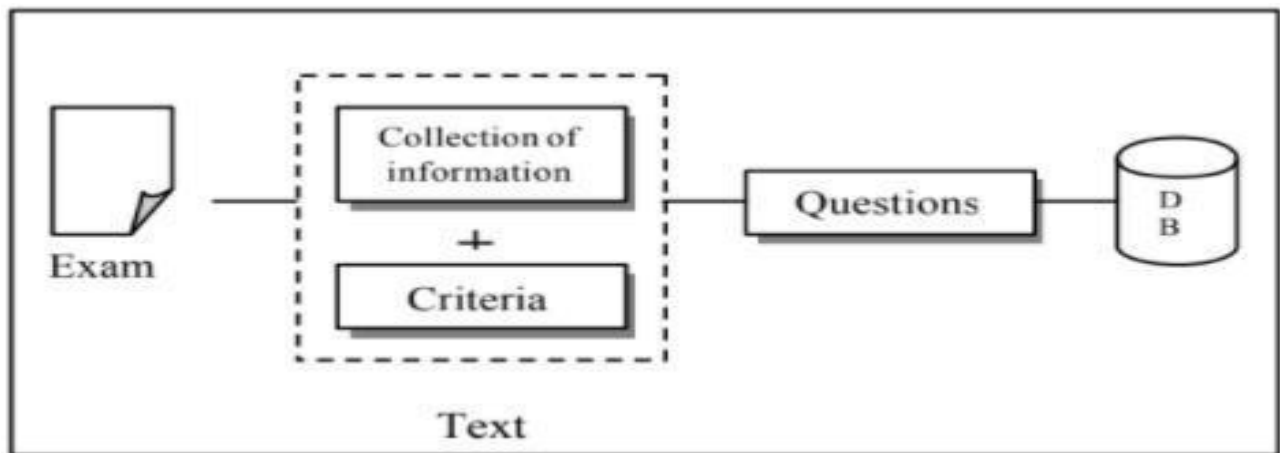 Exam
Collection of
information
+
Criteria
Text
Questions
D
B